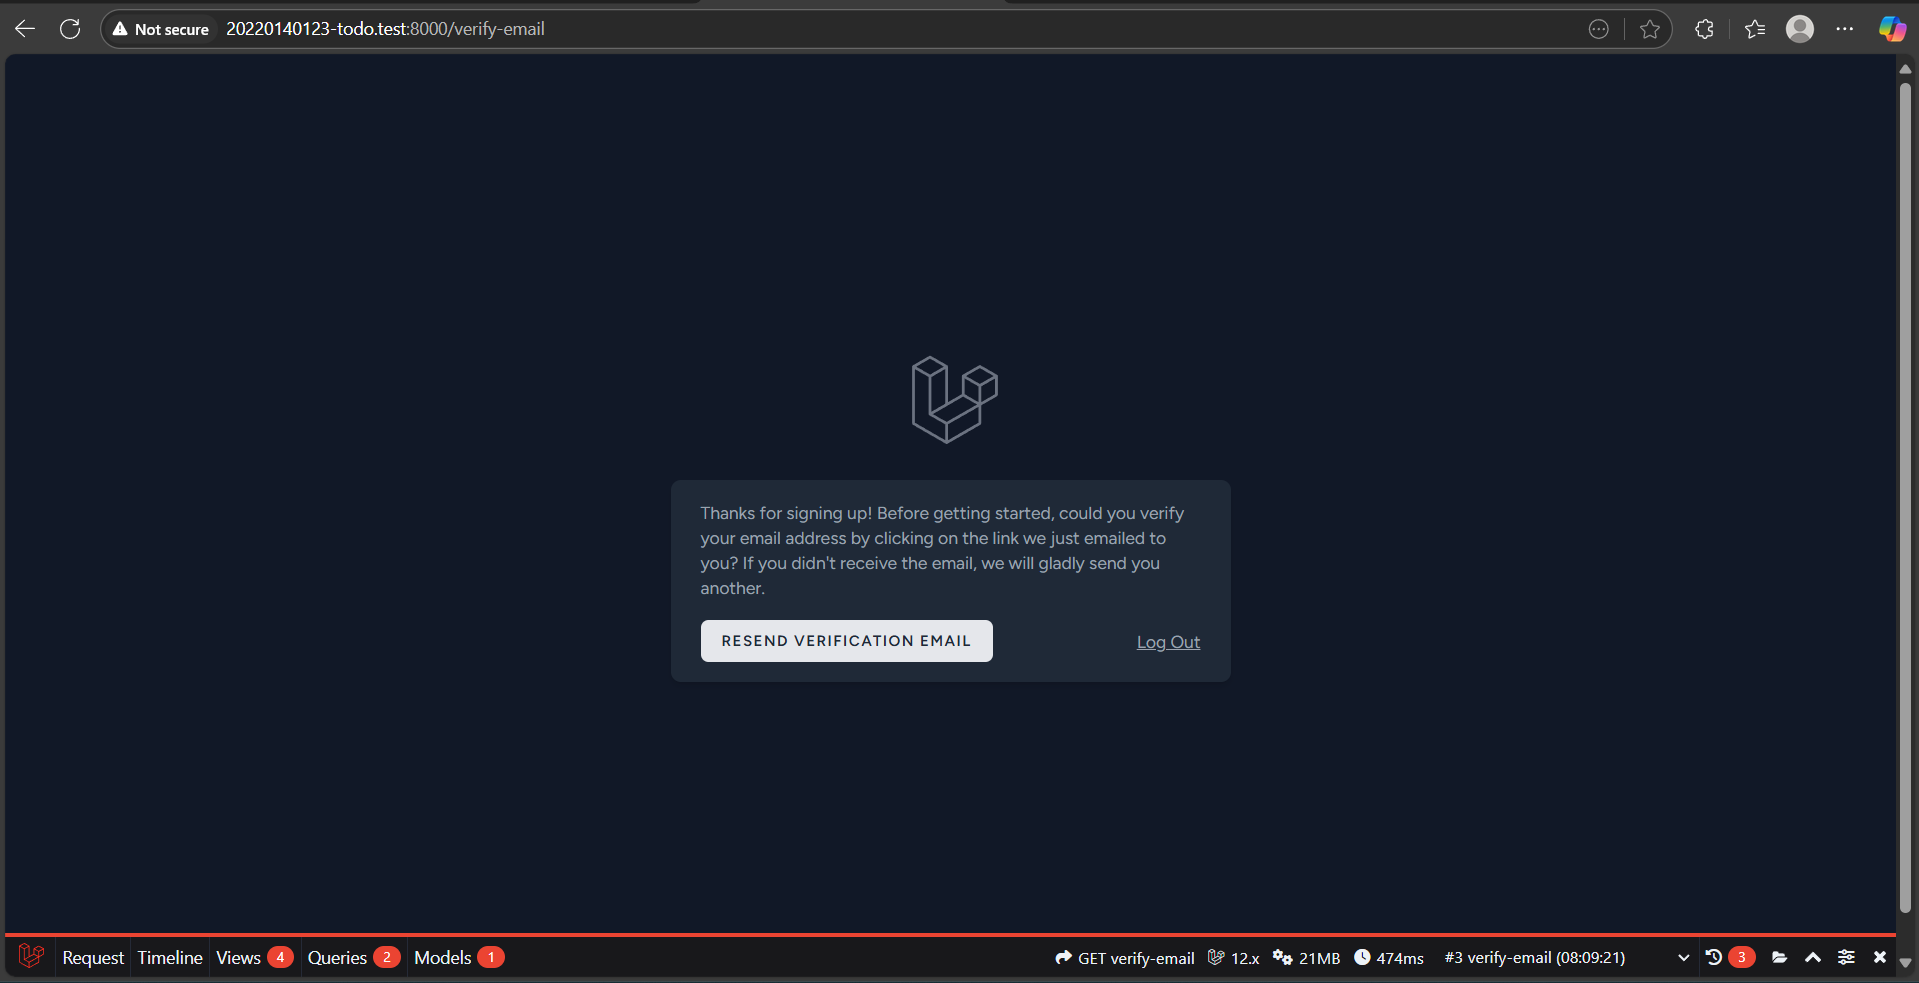 Not secure 20220140123-todo.test:8000/verify-email
Thanks for signing up! Before getting started, could you verify
your email address by clicking on the link we just emailed to
you? If you didn't receive the email, we will gladly send you
another.
RESEND VERIFICATION EMAIL Log Out
Request Timeline Views 4 Queries 2 Models 1 GET verify-email 12.x 21MB 474ms #3 verify-email (08:09:21) 3